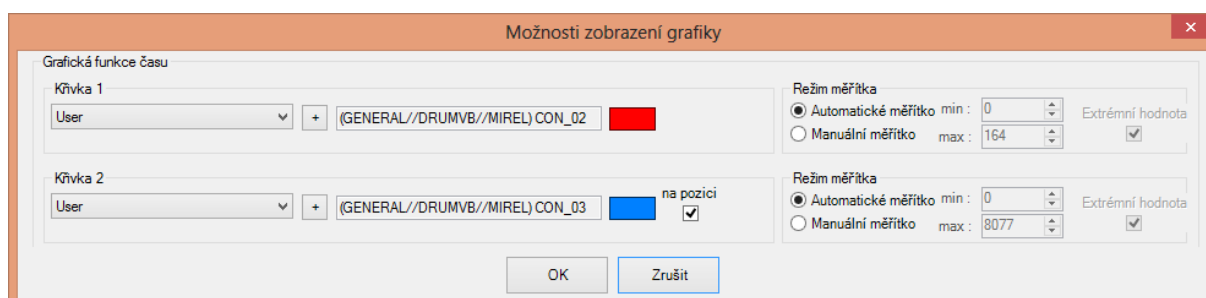 Možnosti zobrazení grafiky
Grafická funkce času
Křivka 1
User + (GENERAL//DRUMVB//MIREL) CON_02
Režim měřítka
Automatické měřítko min : 0 Extrémní hodnota
Manuální měřítko max : 164
Křivka 2
User + (GENERAL//DRUMVB//MIREL) CON_03 na pozici
Režim měřítka
Automatické měřítko min : 0 Extrémní hodnota
Manuální měřítko max : 8077
OK Zrušit